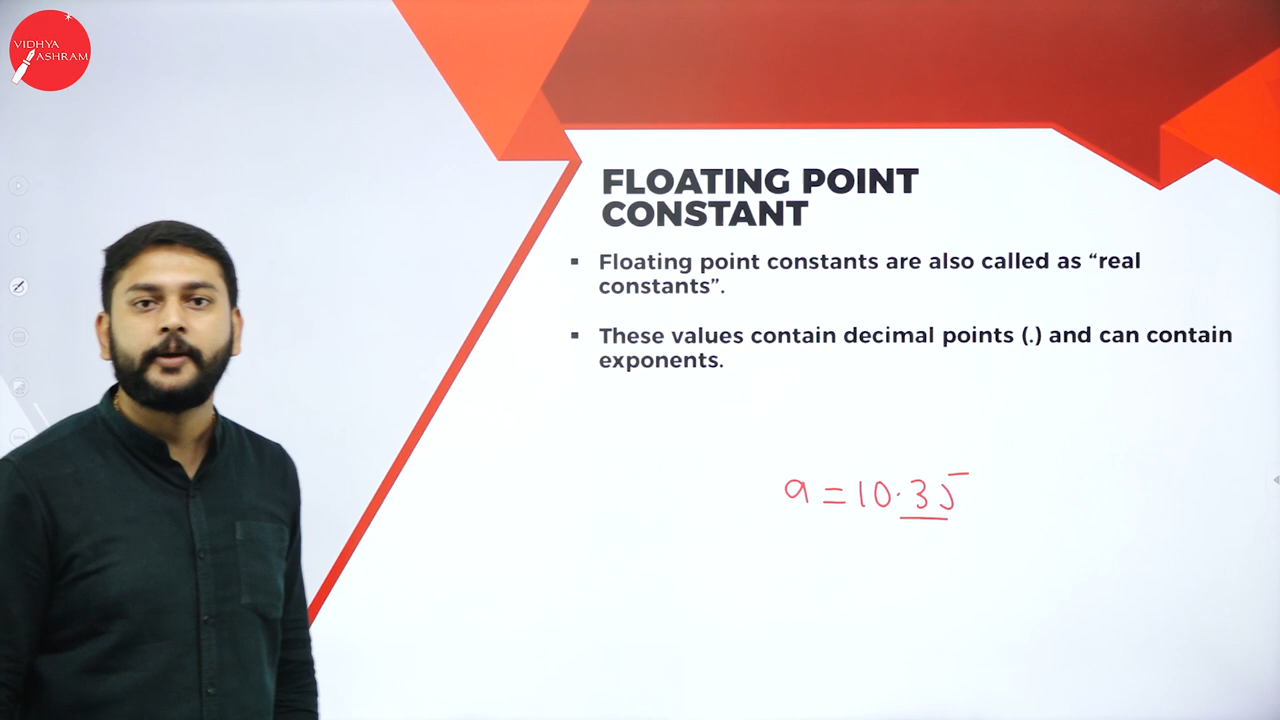 VIDHYA
ASHRAM
FLOATING POINT
CONSTANT
▪ Floating point constants are also called as “real
constants”.
▪ These values contain decimal points (.) and can contain
exponents.
a = 10.35